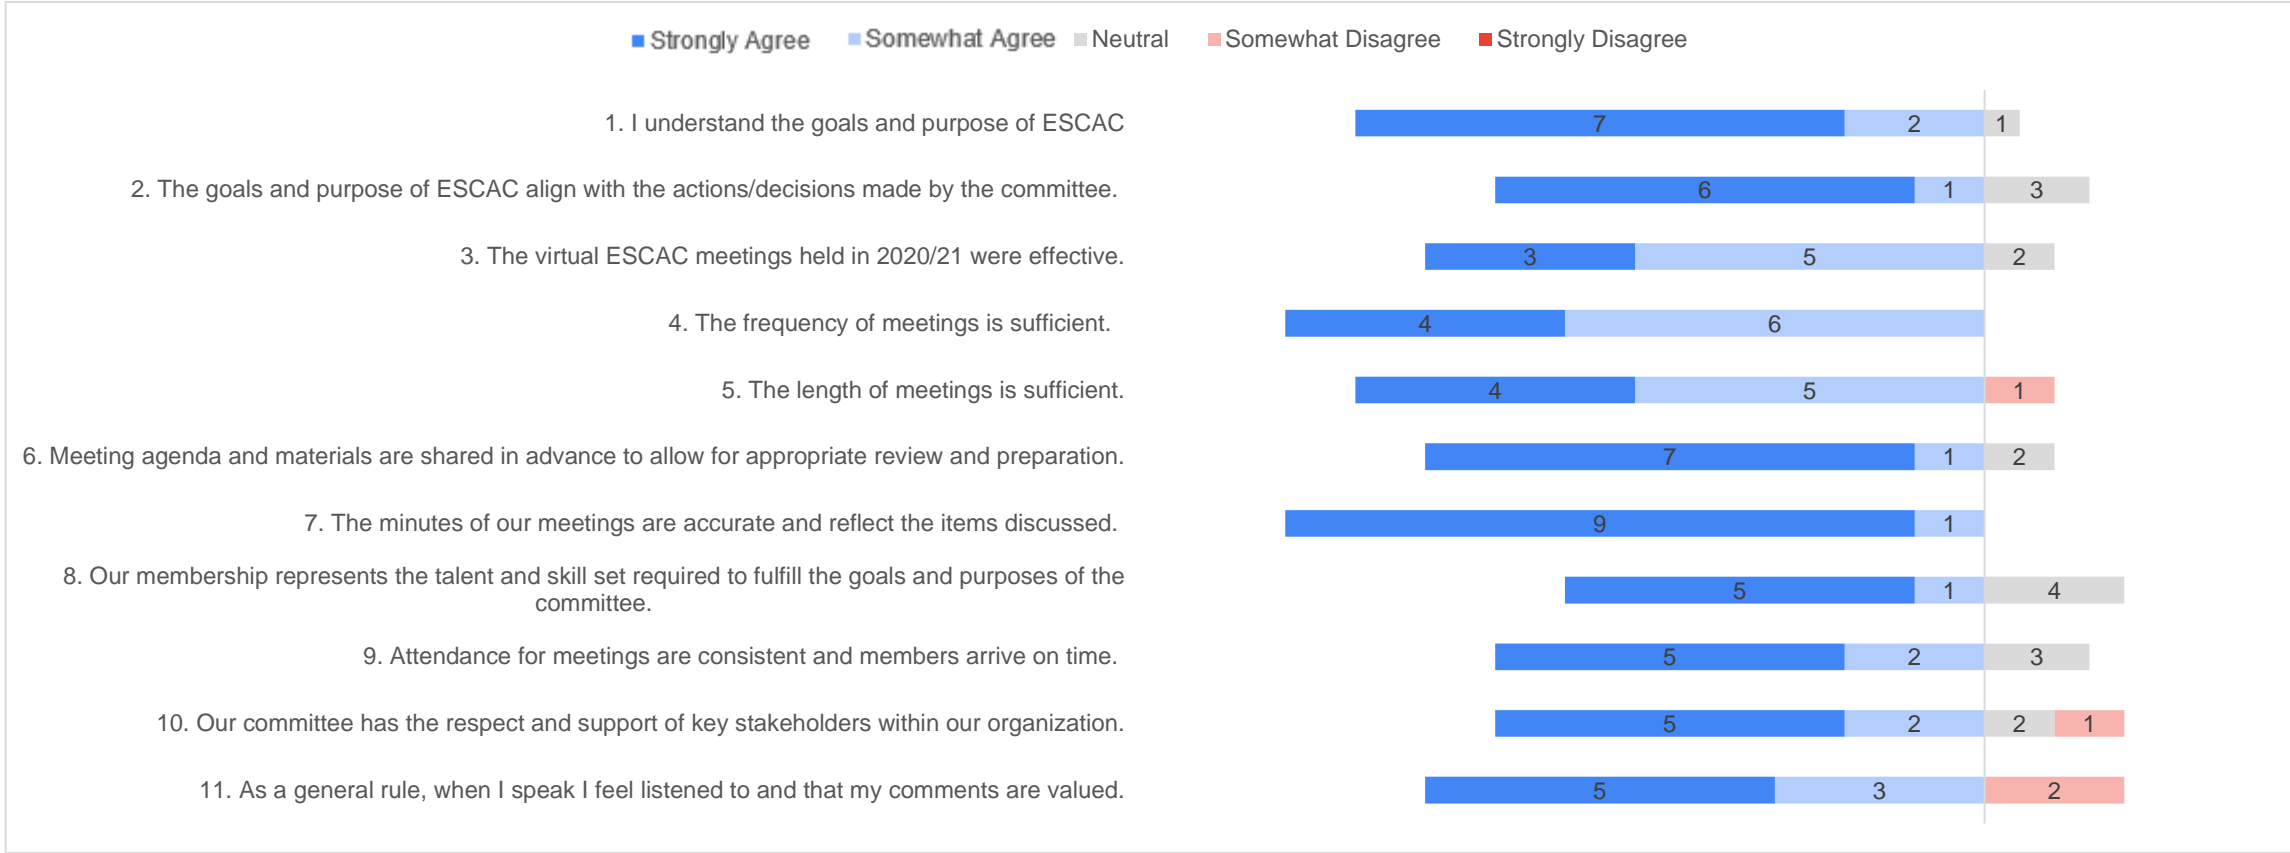 Strongly Agree Somewhat Agree Neutral Somewhat Disagree Strongly Disagree
1. I understand the goals and purpose of ESCAC 7 2 1
2. The goals and purpose of ESCAC align with the actions/decisions made by the committee. 6 1 3
3. The virtual ESCAC meetings held in 2020/21 were effective. 3 5 2
4. The frequency of meetings is sufficient. 4 6
5. The length of meetings is sufficient. 4 5 1
6. Meeting agenda and materials are shared in advance to allow for appropriate review and preparation. 7 1 2
7. The minutes of our meetings are accurate and reflect the items discussed. 9 1
8. Our membership represents the talent and skill set required to fulfill the goals and purposes of the
committee. 5 1 4
9. Attendance for meetings are consistent and members arrive on time. 5 2 3
10. Our committee has the respect and support of key stakeholders within our organization. 5 2 2 1
11. As a general rule, when I speak I feel listened to and that my comments are valued. 5 3 2